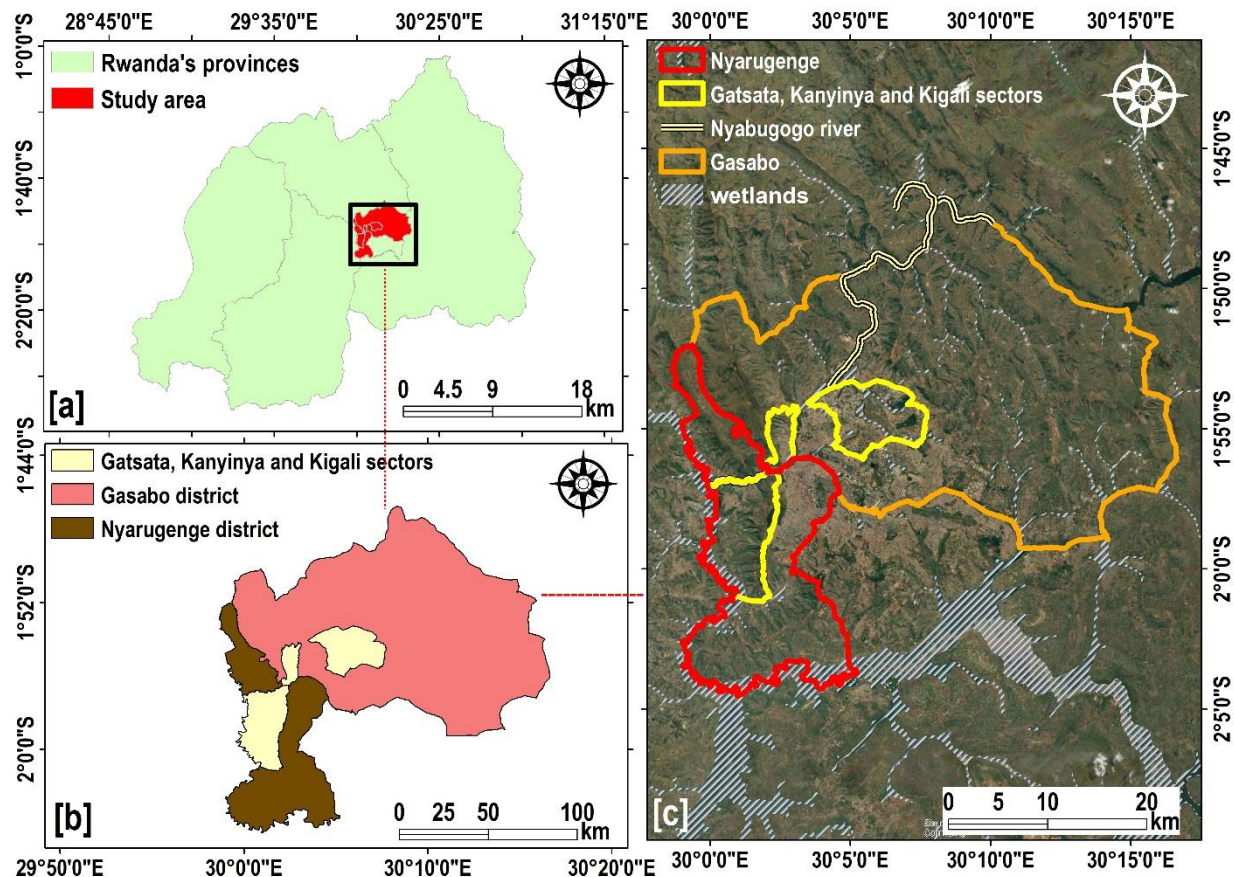 28°45'0"E 29°35'0"E 30°25'0"E 31°15'0"E
1°0'0"S
1°40'0"S
2°20'0"S
Rwanda's provinces
Study area
0 4.5 9 18
km
[a]
1°44'0"S
1°52'0"S
2°0'0"S
Gatsata, Kanyinya and Kigali sectors
Gasabo district
Nyarugenge district
0 25 50 100
km
[b]
29°50'0"E 30°0'0"E 30°10'0"E 30°20'0"E
30°0'0"E 30°5'0"E 30°10'0"E 30°15'0"E
Nyarugenge
Gatsata, Kanyinya and Kigali sectors
Nyabugogo river
Gasabo
wetlands
1°45'0"S
1°50'0"S
1°55'0"S
2°0'0"S
2°5'0"S
0 5 10 20
km
[c]
30°0'0"E 30°5'0"E 30°10'0"E 30°15'0"E